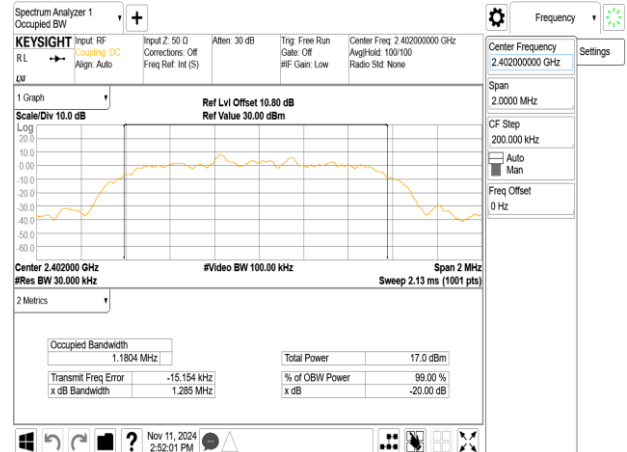 Spectrum Analyzer 1
Occupied BW
Frequency
KEYSIGHT Input: RF Input Z: 50 Ω Atten: 30 dB Trig: Free Run Center Freq: 2.402000000 GHz
Coupling: DC Corrections: Off Gate: Off Avg|Hold: 100/100
RL Align: Auto Freq Ref: Int (S) #IF Gain: Low Radio Std: None
LXI
Center Frequency
2.402000000 GHz
Settings
Span
2.0000 MHz
CF Step
200.000 kHz
Auto
Man
Freq Offset
0 Hz
1 Graph
Ref Lvl Offset 10.80 dB
Scale/Div 10.0 dB Ref Value 30.00 dBm
Log
20.0
10.0
0.00
-10.0
-20.0
-30.0
-40.0
-50.0
-60.0
Center 2.402000 GHz #Video BW 100.00 kHz Span 2 MHz
#Res BW 30.000 kHz Sweep 2.13 ms (1001 pts)
2 Metrics
Occupied Bandwidth
1.1804 MHz Total Power 17.0 dBm
Transmit Freq Error -15.154 kHz % of OBW Power 99.00 %
x dB Bandwidth 1.285 MHz x dB -20.00 dB
Nov 11, 2024
2:52:01 PM